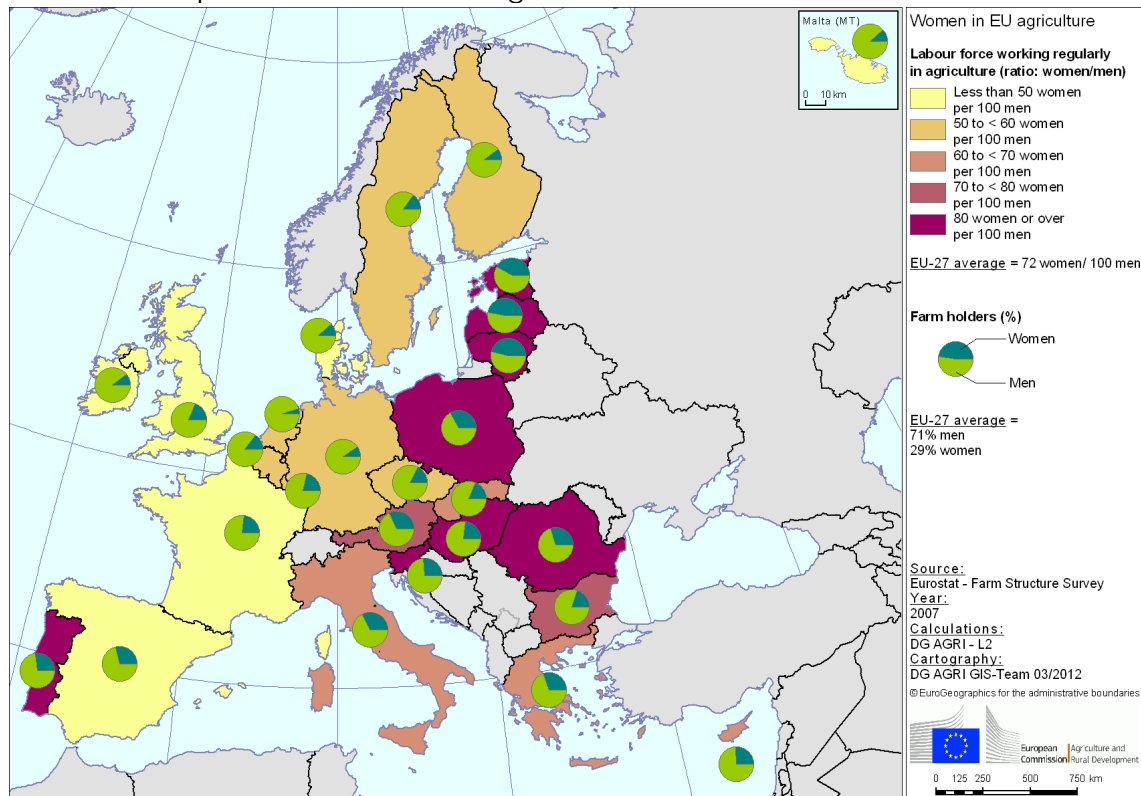 Malta (MT)
0 10 km
Women in EU agriculture
Labour force working regularly
in agriculture (ratio: women/men)
Less than 50 women
per 100 men
50 to < 60 women
per 100 men
60 to < 70 women
per 100 men
70 to < 80 women
per 100 men
80 women or over
per 100 men
EU-27 average = 72 women/ 100 men
Farm holders (%)
Women
Men
EU-27 average =
71% men
29% women
Source:
Eurostat - Farm Structure Survey
Year:
2007
Calculations:
DG AGRI - L2
Cartography:
DG AGRI GIS-Team 03/2012
© EuroGeographics for the administrative boundaries
European
Commission
Agriculture and
Rural Development
0 125 250 500 750 km